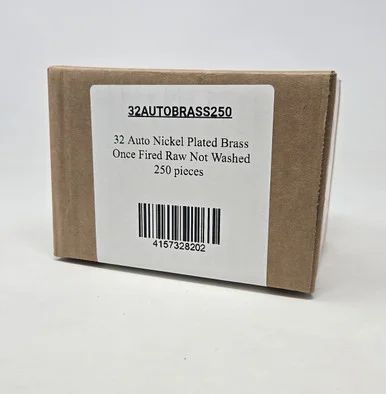 32AUTOBRASS250
32 Auto Nickel Plated Brass
Once Fired Raw Not Washed
250 pieces
4157328202